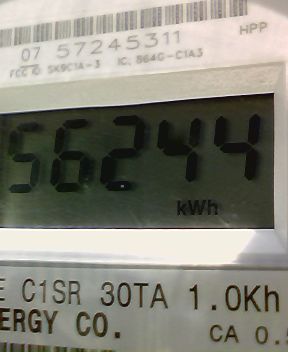 07 57245311
HPP
FCC ID SK9C1A-3 IC: 864G-C1A3
56244
kWh
E C1SR 30TA 1.0Kh
ERGY CO.
CA 0.